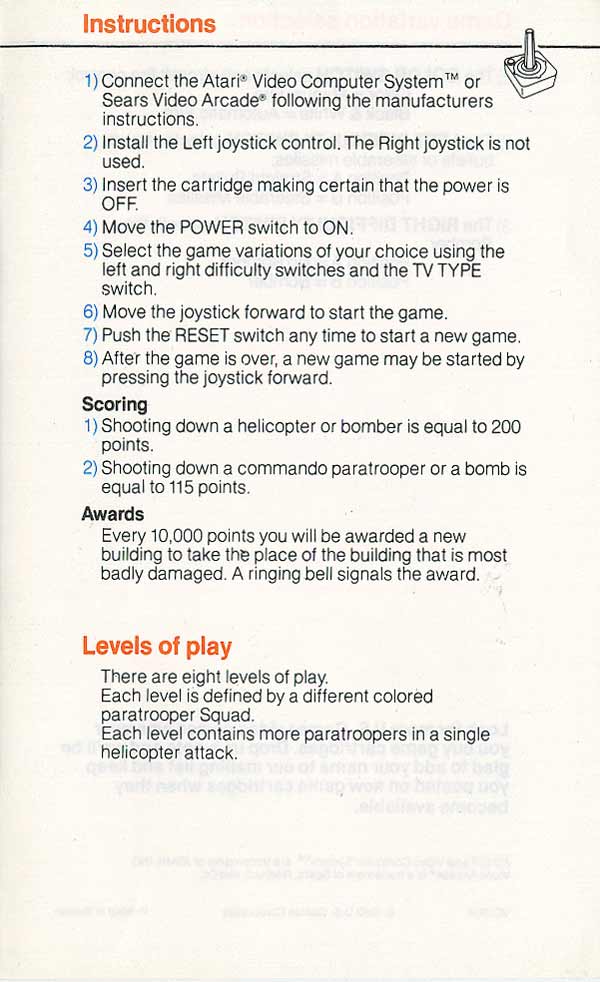 Instructions
1) Connect the Atari® Video Computer System™ or
Sears Video Arcade® following the manufacturers
instructions.
2) Install the Left joystick control. The Right joystick is not
used.
3) Insert the cartridge making certain that the power is
OFF.
4) Move the POWER switch to ON.
5) Select the game variations of your choice using the
left and right difficulty switches and the TV TYPE
switch.
6) Move the joystick forward to start the game.
7) Push the RESET switch any time to start a new game.
8) After the game is over, a new game may be started by
pressing the joystick forward.
Scoring
1) Shooting down a helicopter or bomber is equal to 200
points.
2) Shooting down a commando paratrooper or a bomb is
equal to 115 points.
Awards
Every 10,000 points you will be awarded a new
building to take the place of the building that is most
badly damaged. A ringing bell signals the award.
Levels of play
There are eight levels of play.
Each level is defined by a different colored
paratrooper Squad.
Each level contains more paratroopers in a single
helicopter attack.